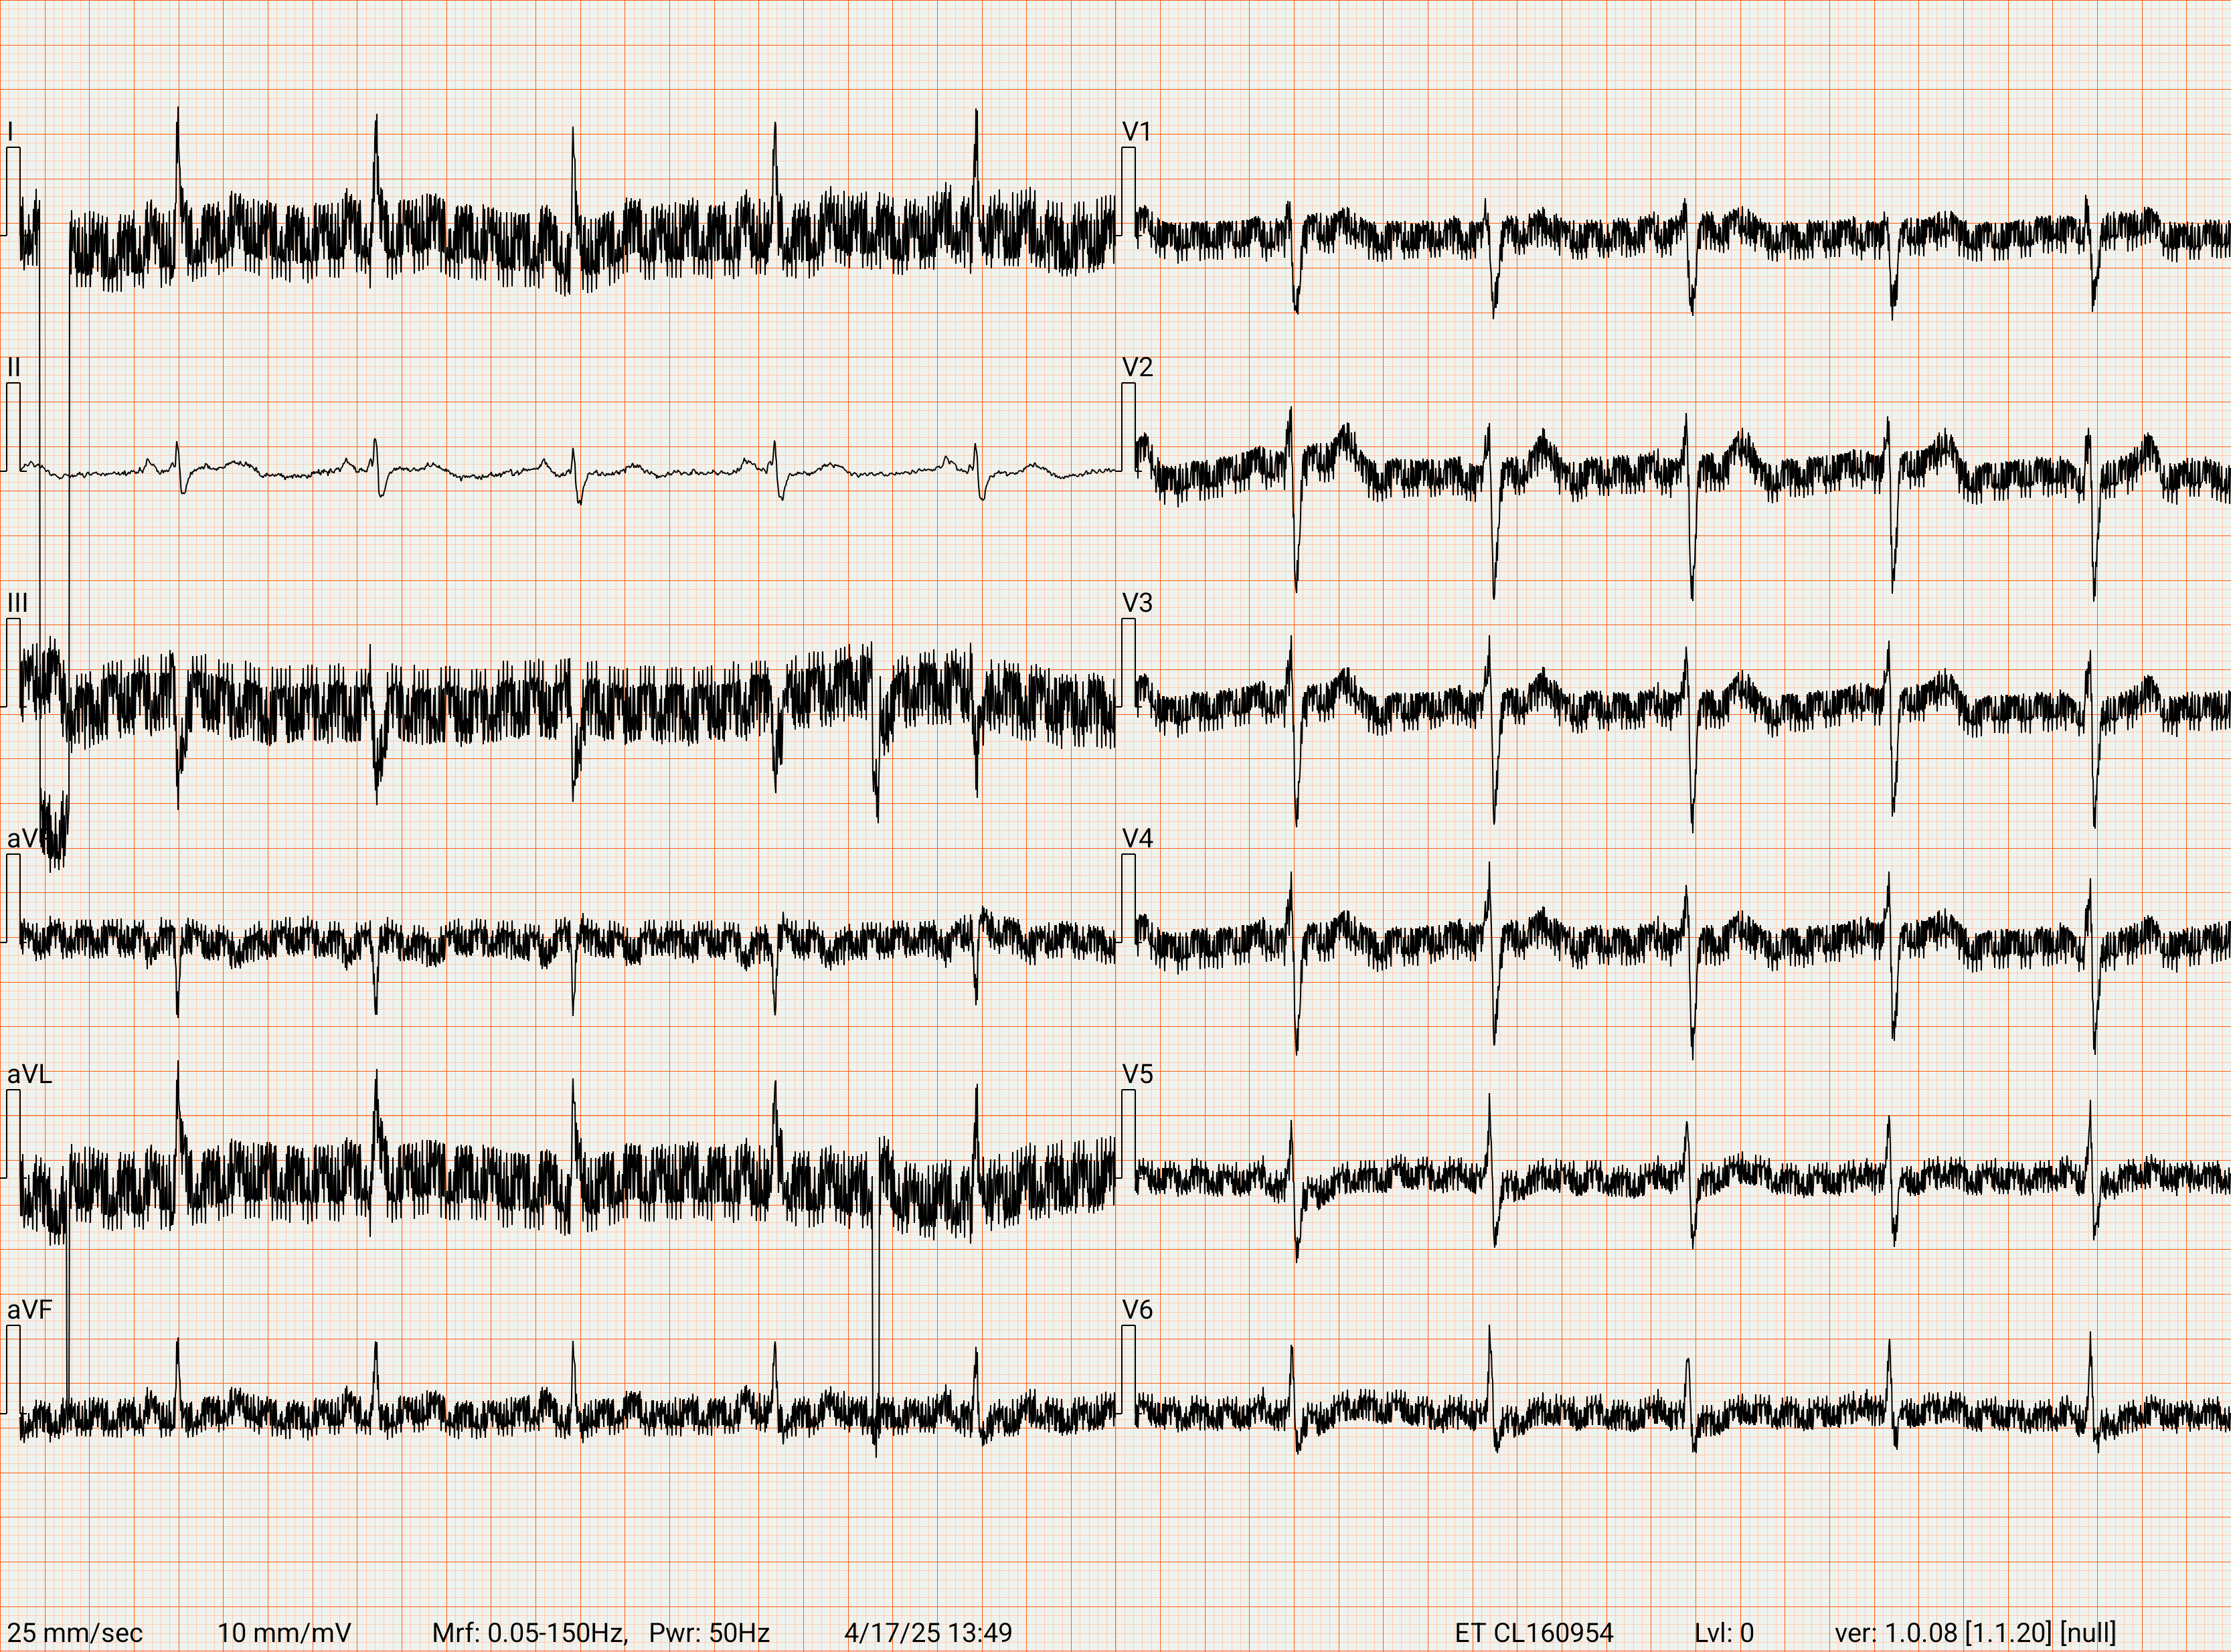 I
V1
II
V2
III
V3
aV
V4
aVL
V5
aVF
V6
25 mm/sec 10 mm/mV Mrf: 0.05-150Hz, Pwr: 50Hz 4/17/25 13:49 ET CL160954 Lvl: 0 ver: 1.0.08 [1.1.20] [null]